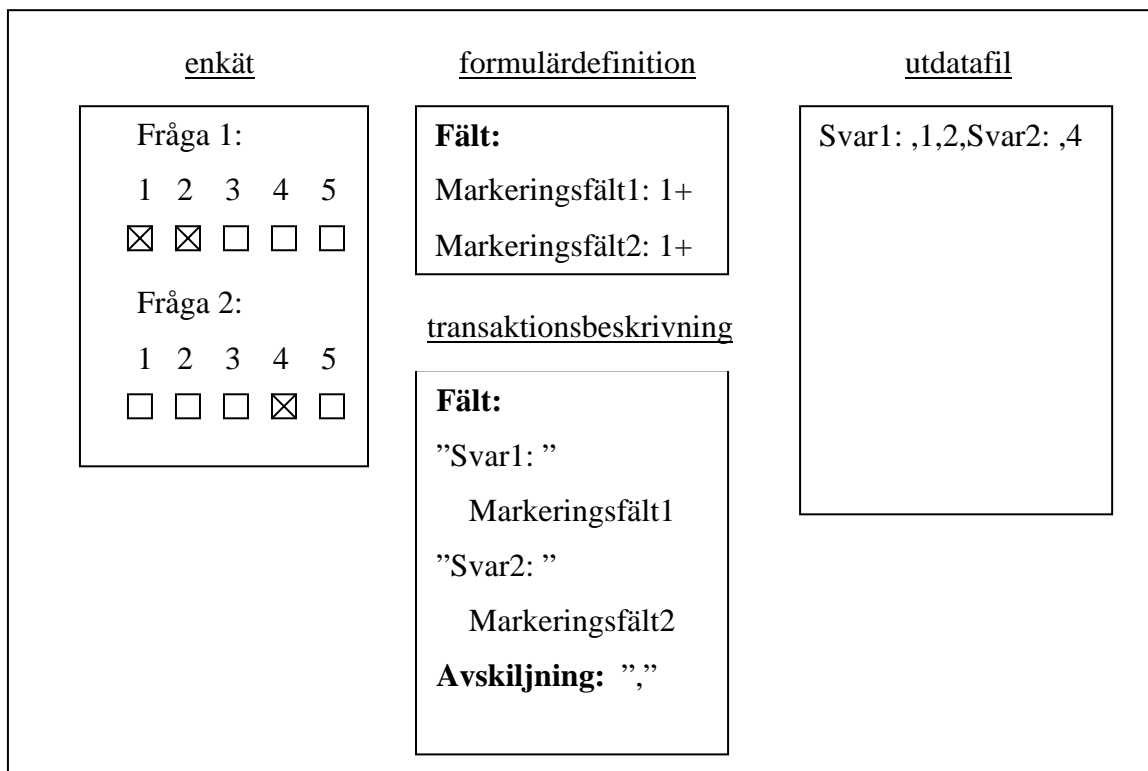 enkät
Fråga 1:
1 2 3 4 5
Fråga 2:
1 2 3 4 5
formulärdefinition
Fält:
Markeringsfält1: 1+
Markeringsfält2: 1+
transaktionsbeskrivning
Fält:
”Svar1: ”
Markeringsfält1
”Svar2: ”
Markeringsfält2
Avskiljning: ”,”
utdatafil
Svar1: ,1,2,Svar2: ,4